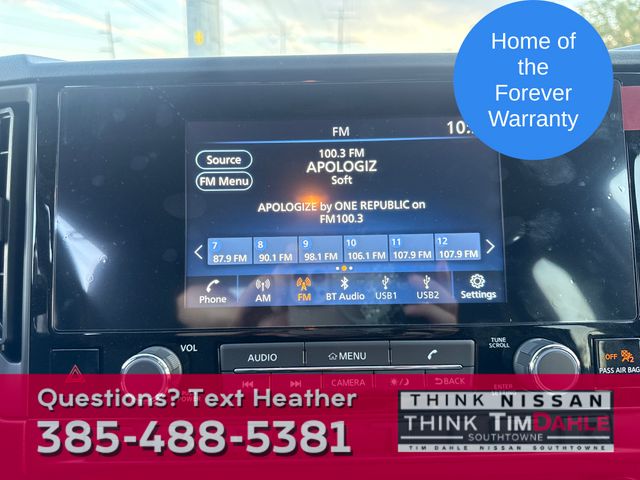 Home of
the
Forever
Warranty
FM
100.3 FM
APOLOGIZ
Soft
Source
FM Menu
APOLOGIZE by ONE REPUBLIC on
FM100.3
7 8 9 10 11 12
87.9 FM 90.1 FM 98.1 FM 106.1 FM 107.9 FM 107.9 FM
Phone AM FM BT Audio USB1 USB2 Settings
VOL
AUDIO MENU
TUNE
SCROLL
OFF
PASS AIR BAG
CAMERA BACK
ENTER
Questions? Text Heather
385-488-5381
THINK NISSAN
THINK TIM DAHLE
SOUTHTOWNE
TIM DAHLE NISSAN SOUTHTOWNE